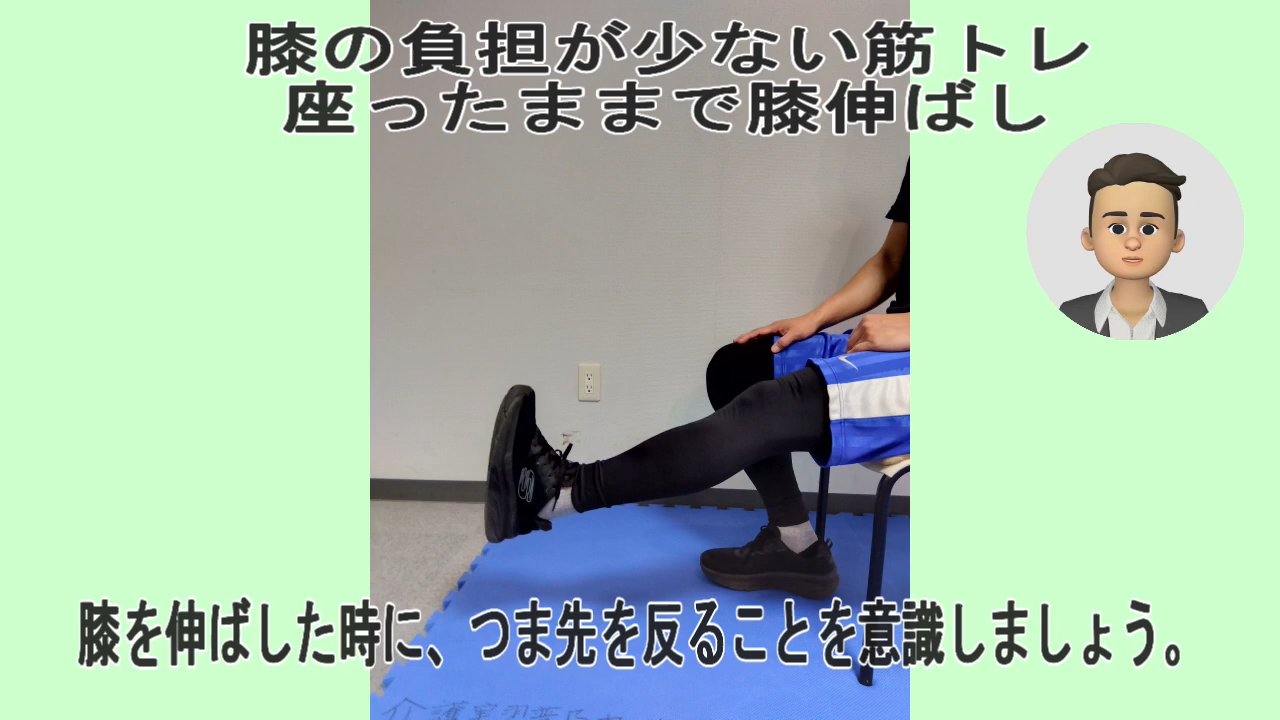 膝の負担が少ない筋トレ
座ったままで膝伸ばし
膝を伸ばした時に、つま先を反ることを意識しましょう。